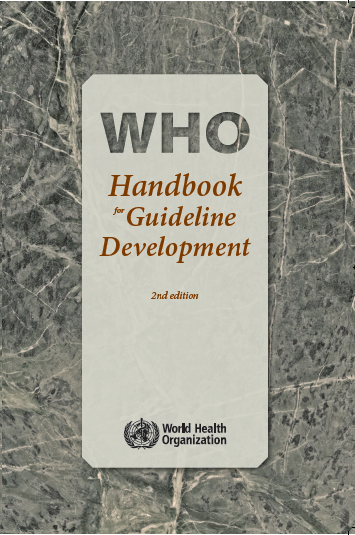 WHO
Handbook
for Guideline
Development
2nd edition
World Health
Organization